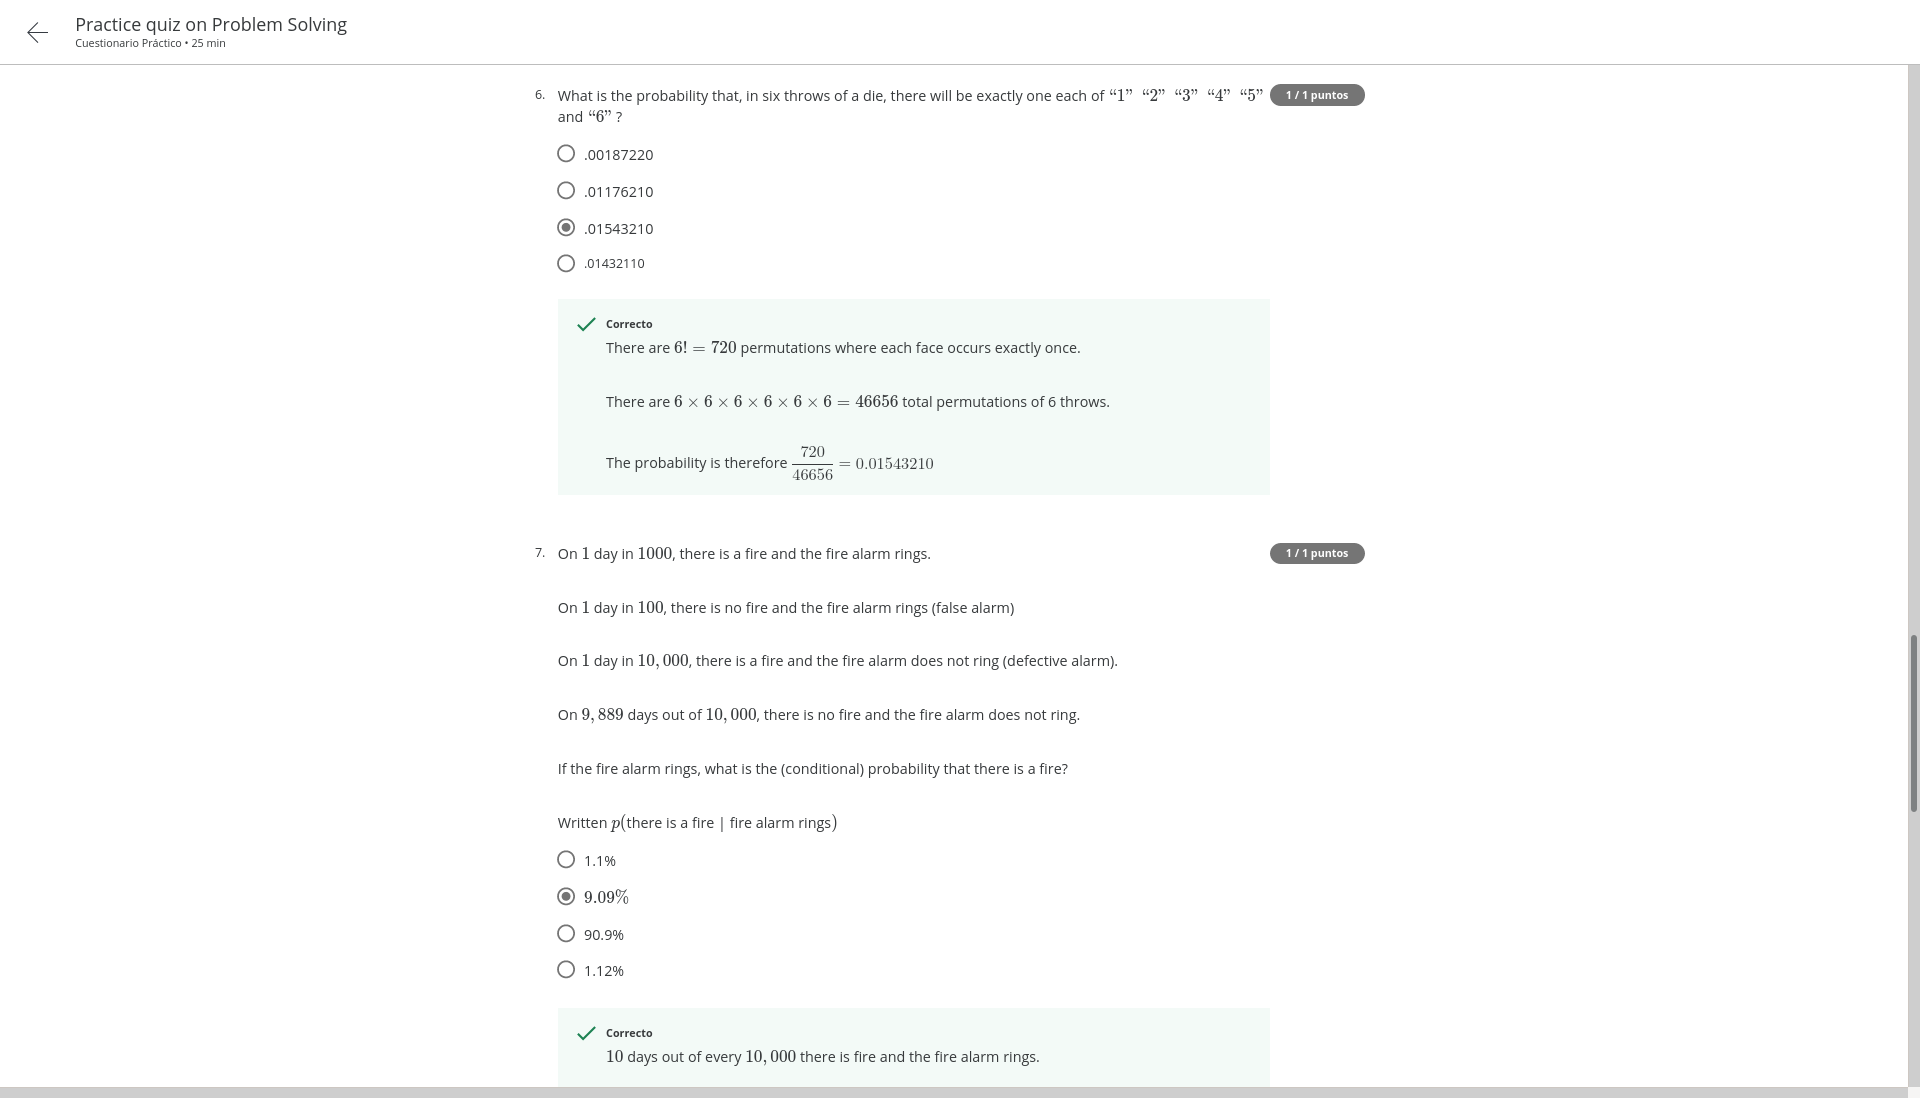 Practice quiz on Problem Solving
Cuestionario Práctico • 25 min
6. What is the probability that, in six throws of a die, there will be exactly one each of “1” “2” “3” “4” “5” 1 / 1 puntos
and “6” ?
.00187220
.01176210
.01543210
.01432110
Correcto
There are 6! = 720 permutations where each face occurs exactly once.
There are 6 × 6 × 6 × 6 × 6 × 6 = 46656 total permutations of 6 throws.
The probability is therefore 720/46656 = 0.01543210
7. On 1 day in 1000, there is a fire and the fire alarm rings. 1 / 1 puntos
On 1 day in 100, there is no fire and the fire alarm rings (false alarm)
On 1 day in 10, 000, there is a fire and the fire alarm does not ring (defective alarm).
On 9, 889 days out of 10, 000, there is no fire and the fire alarm does not ring.
If the fire alarm rings, what is the (conditional) probability that there is a fire?
Written p(there is a fire | fire alarm rings)
1.1%
9.09%
90.9%
1.12%
Correcto
10 days out of every 10, 000 there is fire and the fire alarm rings.